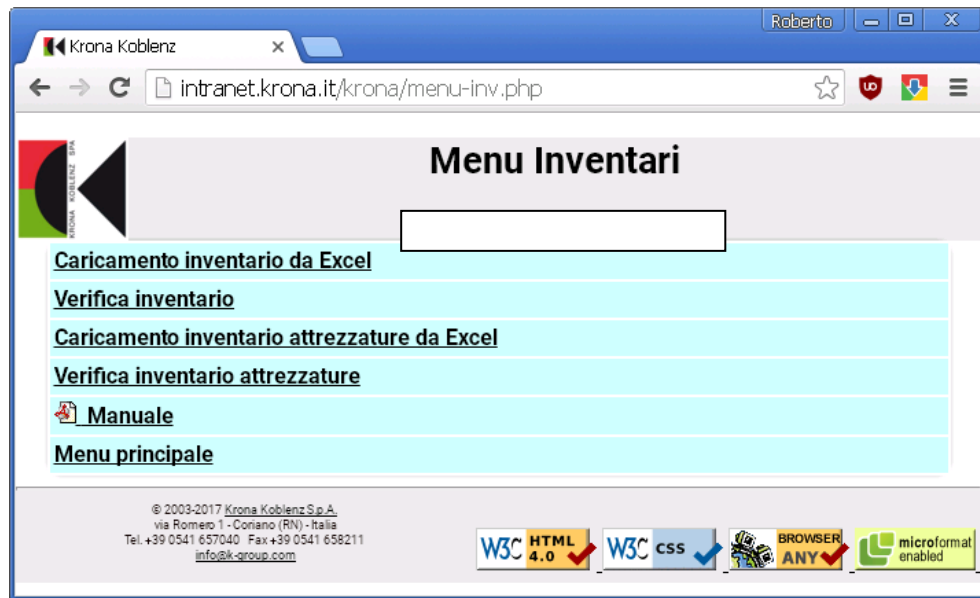 Roberto
Krona Koblenz
intranet.krona.it/krona/menu-inv.php
KRONA KOBLENZ SPA
Menu Inventari
Caricamento inventario da Excel
Verifica inventario
Caricamento inventario attrezzature da Excel
Verifica inventario attrezzature
Manuale
Menu principale
© 2003-2017 Krona Koblenz S.p.A.
via Romero 1 - Coriano (RN) - Italia
Tel. +39 0541 657040 Fax +39 0541 658211
info@k-group.com
W3C HTML 4.0
W3C css
BROWSER ANY
microformat enabled